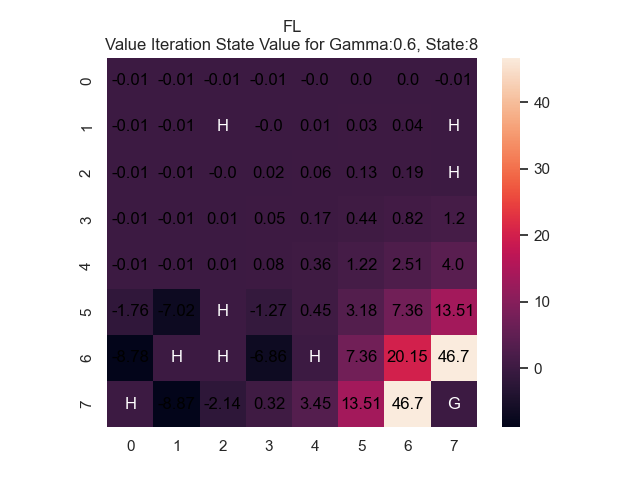 FL
Value Iteration State Value for Gamma:0.6, State:8
0 -0.01 -0.01 -0.01 -0.01 -0.0 0.0 0.0 -0.01
1 -0.01 -0.01 H -0.0 0.01 0.03 0.04 H
2 -0.01 -0.01 -0.0 0.02 0.06 0.13 0.19 H
3 -0.01 -0.01 0.01 0.05 0.17 0.44 0.82 1.2
4 -0.01 -0.01 0.01 0.08 0.36 1.22 2.51 4.0
5 -1.76 -7.02 H -1.27 0.45 3.18 7.36 13.51
6 -8.78 H H -6.86 H 7.36 20.15 46.7
7 H -8.67 -2.14 0.32 3.45 13.51 46.7 G
0 1 2 3 4 5 6 7
40
30
20
10
0